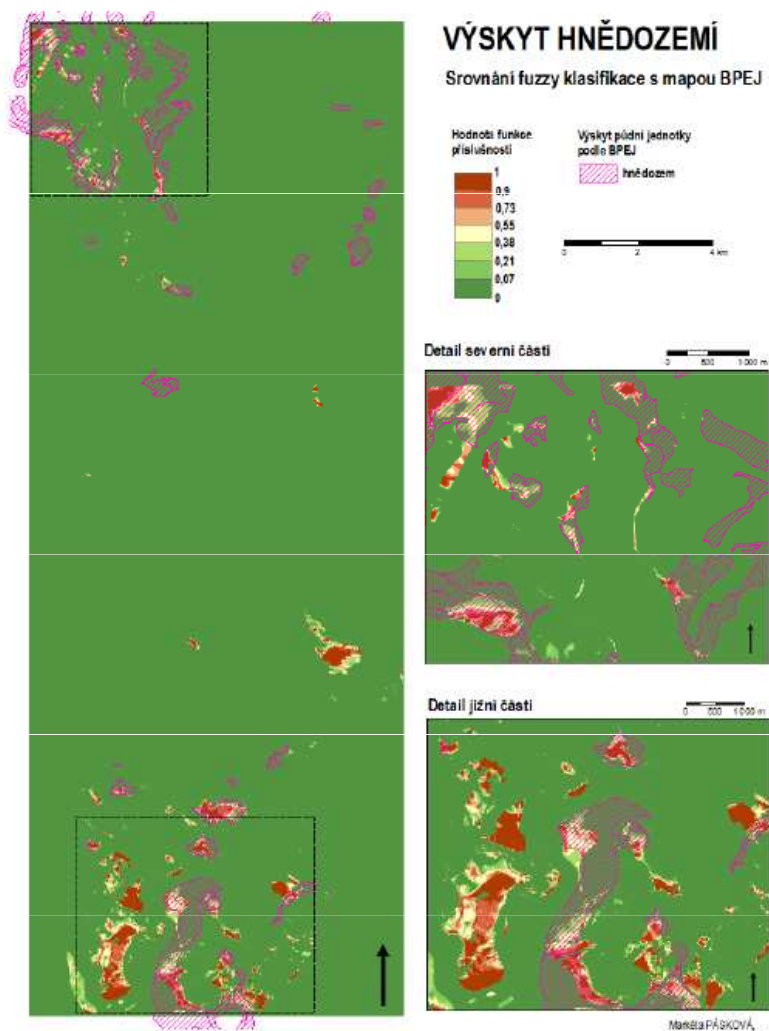 VÝSKYT HNĚDOZEMÍ
Srovnání fuzzy klasifikace s mapou BPEJ
Hodnota funkce
příslušnosti
1
0,9
0,73
0,55
0,38
0,21
0,07
0
Výskyt půdní jednotky
podle BPEJ
hnědozem
0 2 4 km
Detail severní části
0 500 1 000 m
Detail jižní části
0 500 1 000 m
Markéta PÁSKOVÁ,